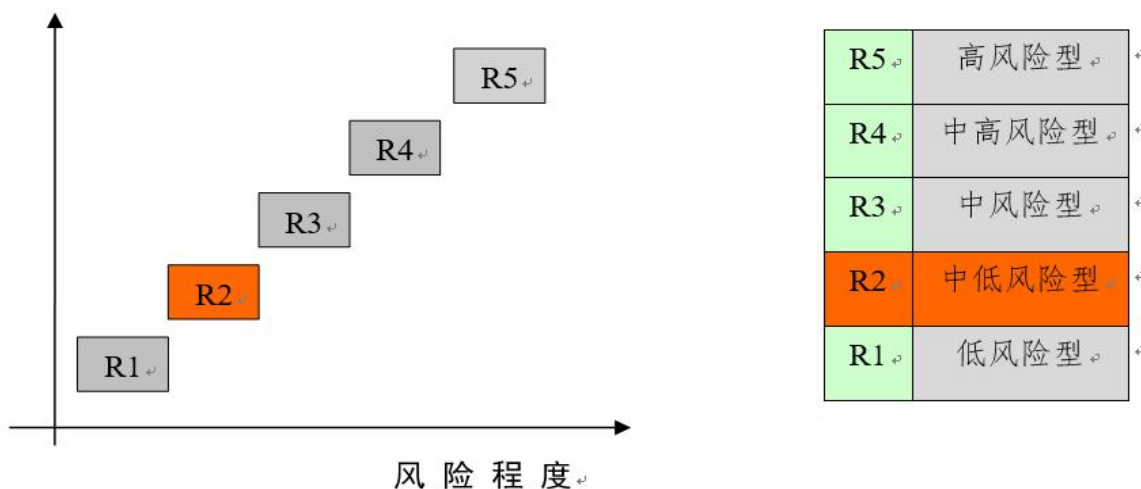 R5
R4
R3
R2
R1
风险程度
R5 高风险型
R4 中高风险型
R3 中风险型
R2 中低风险型
R1 低风险型